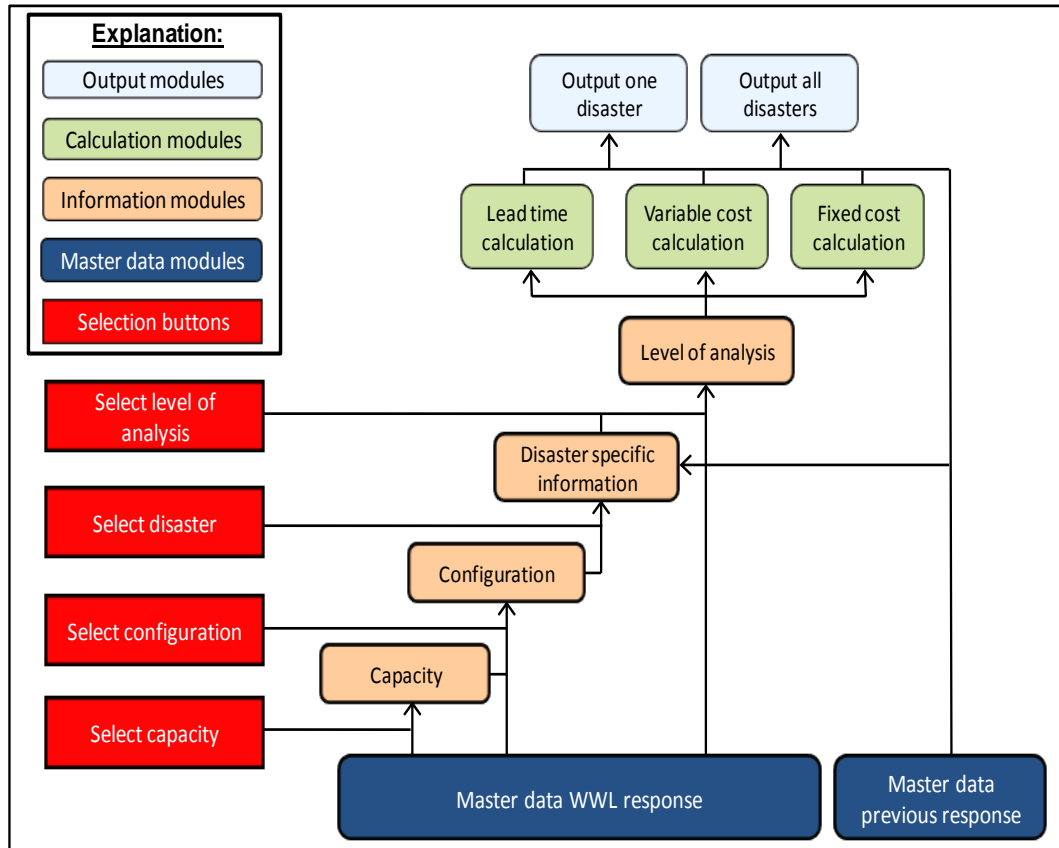 Explanation:
Output modules
Calculation modules
Information modules
Master data modules
Selection buttons
Output one
disaster
Output all
disasters
Lead time
calculation
Variable cost
calculation
Fixed cost
calculation
Level of analysis
Select level of
analysis
Disaster specific
information
Select disaster
Configuration
Select configuration
Capacity
Select capacity
Master data WWL response
Master data
previous response